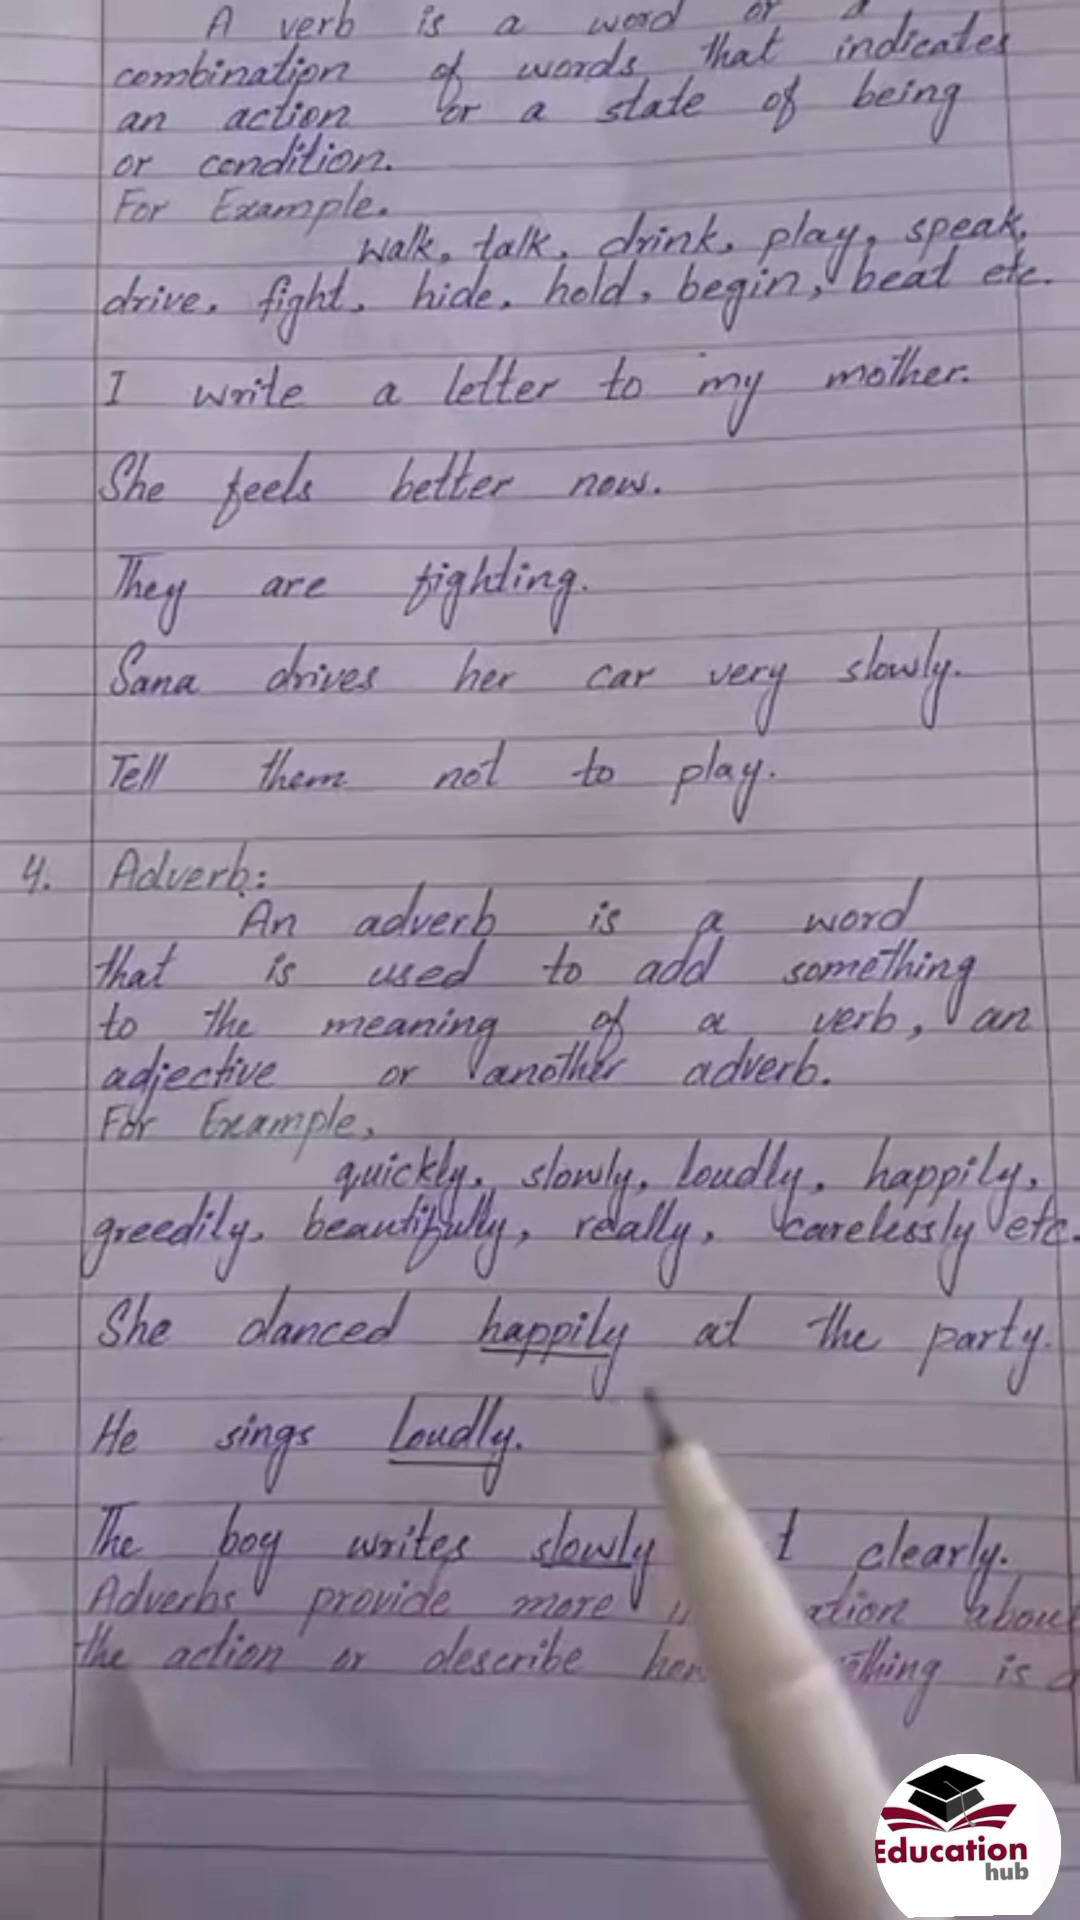 A verb is a word or a
combination of words that indicates
an action or a state of being
or condition.
For Example.
walk, talk, drink, play, speak,
drive, fight, hide, hold, begin, beat etc.
I write a letter to my mother.
She feels better now.
They are fighting.
Sana drives her car very slowly.
Tell them not to play.
4. Adverb:
An adverb is a word
that is used to add something
to the meaning of a verb, an
adjective or another adverb.
For Example,
quickly, slowly, loudly, happily,
greedily, beautifully, really, carelessly etc.
She danced happily at the party.
He sings Loudly.
The boy writes slowly clearly.
Adverbs provide more about
the action or describe is
Education
hub